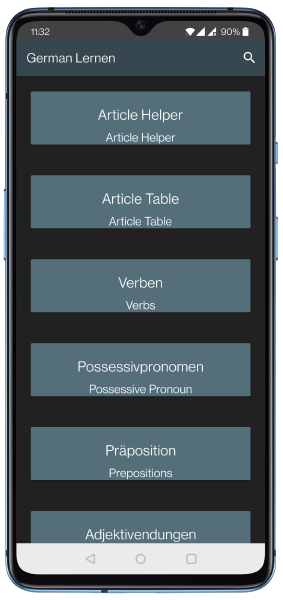 11:32 90%
German Lernen
Article Helper
Article Helper
Article Table
Article Table
Verben
Verbs
Possessivpronomen
Possessive Pronoun
Präposition
Prepositions
Adjektivendungen